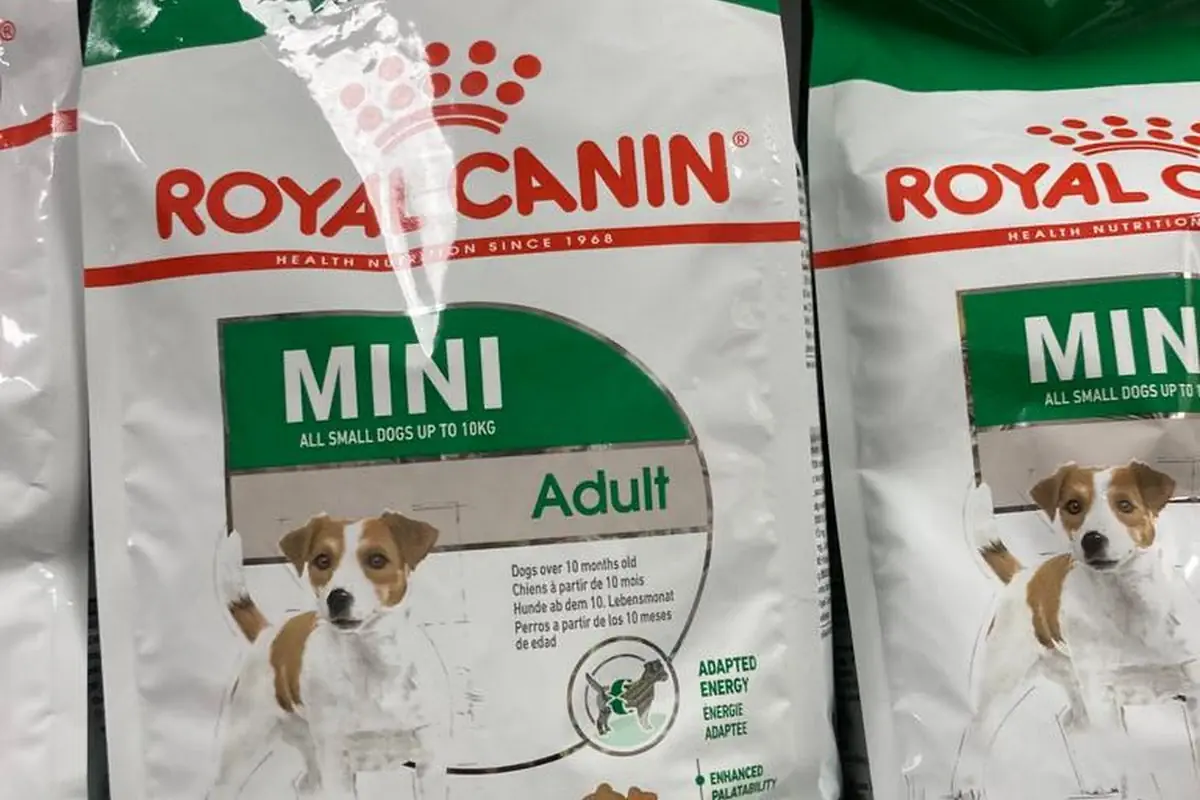 ROYAL CANIN®
HEALTH NUTRITION SINCE 1968
MINI
ALL SMALL DOGS UP TO 10KG
Adult
Dogs over 10 months old
Chiens à partir de 10 mois
Hunde ab dem 10. Lebensmonat
Perros a partir de los 10 meses
de edad
ADAPTED
ENERGY
ÉNERGIE
ADAPTÉE
ENHANCED
PALATABILITY
ROYAL C
HEALTH NUTRITION
MIN
ALL SMALL DOGS UP TO
®